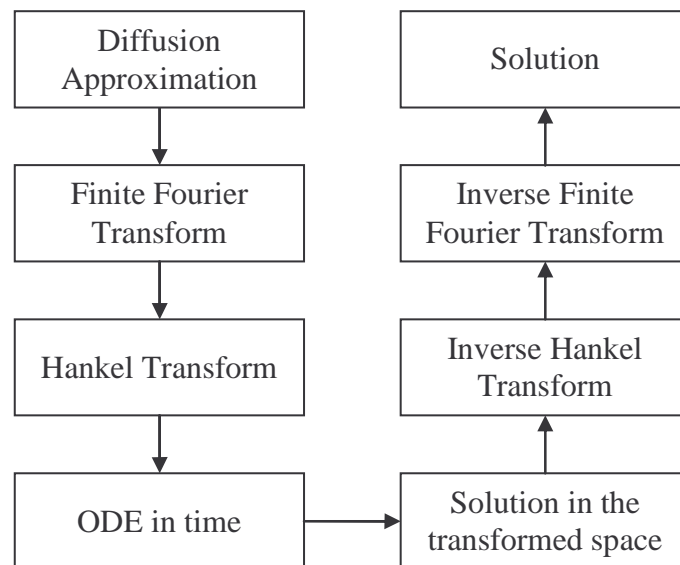 Diffusion
Approximation
Finite Fourier
Transform
Hankel Transform
ODE in time
Solution in the
transformed space
Inverse Hankel
Transform
Inverse Finite
Fourier Transform
Solution